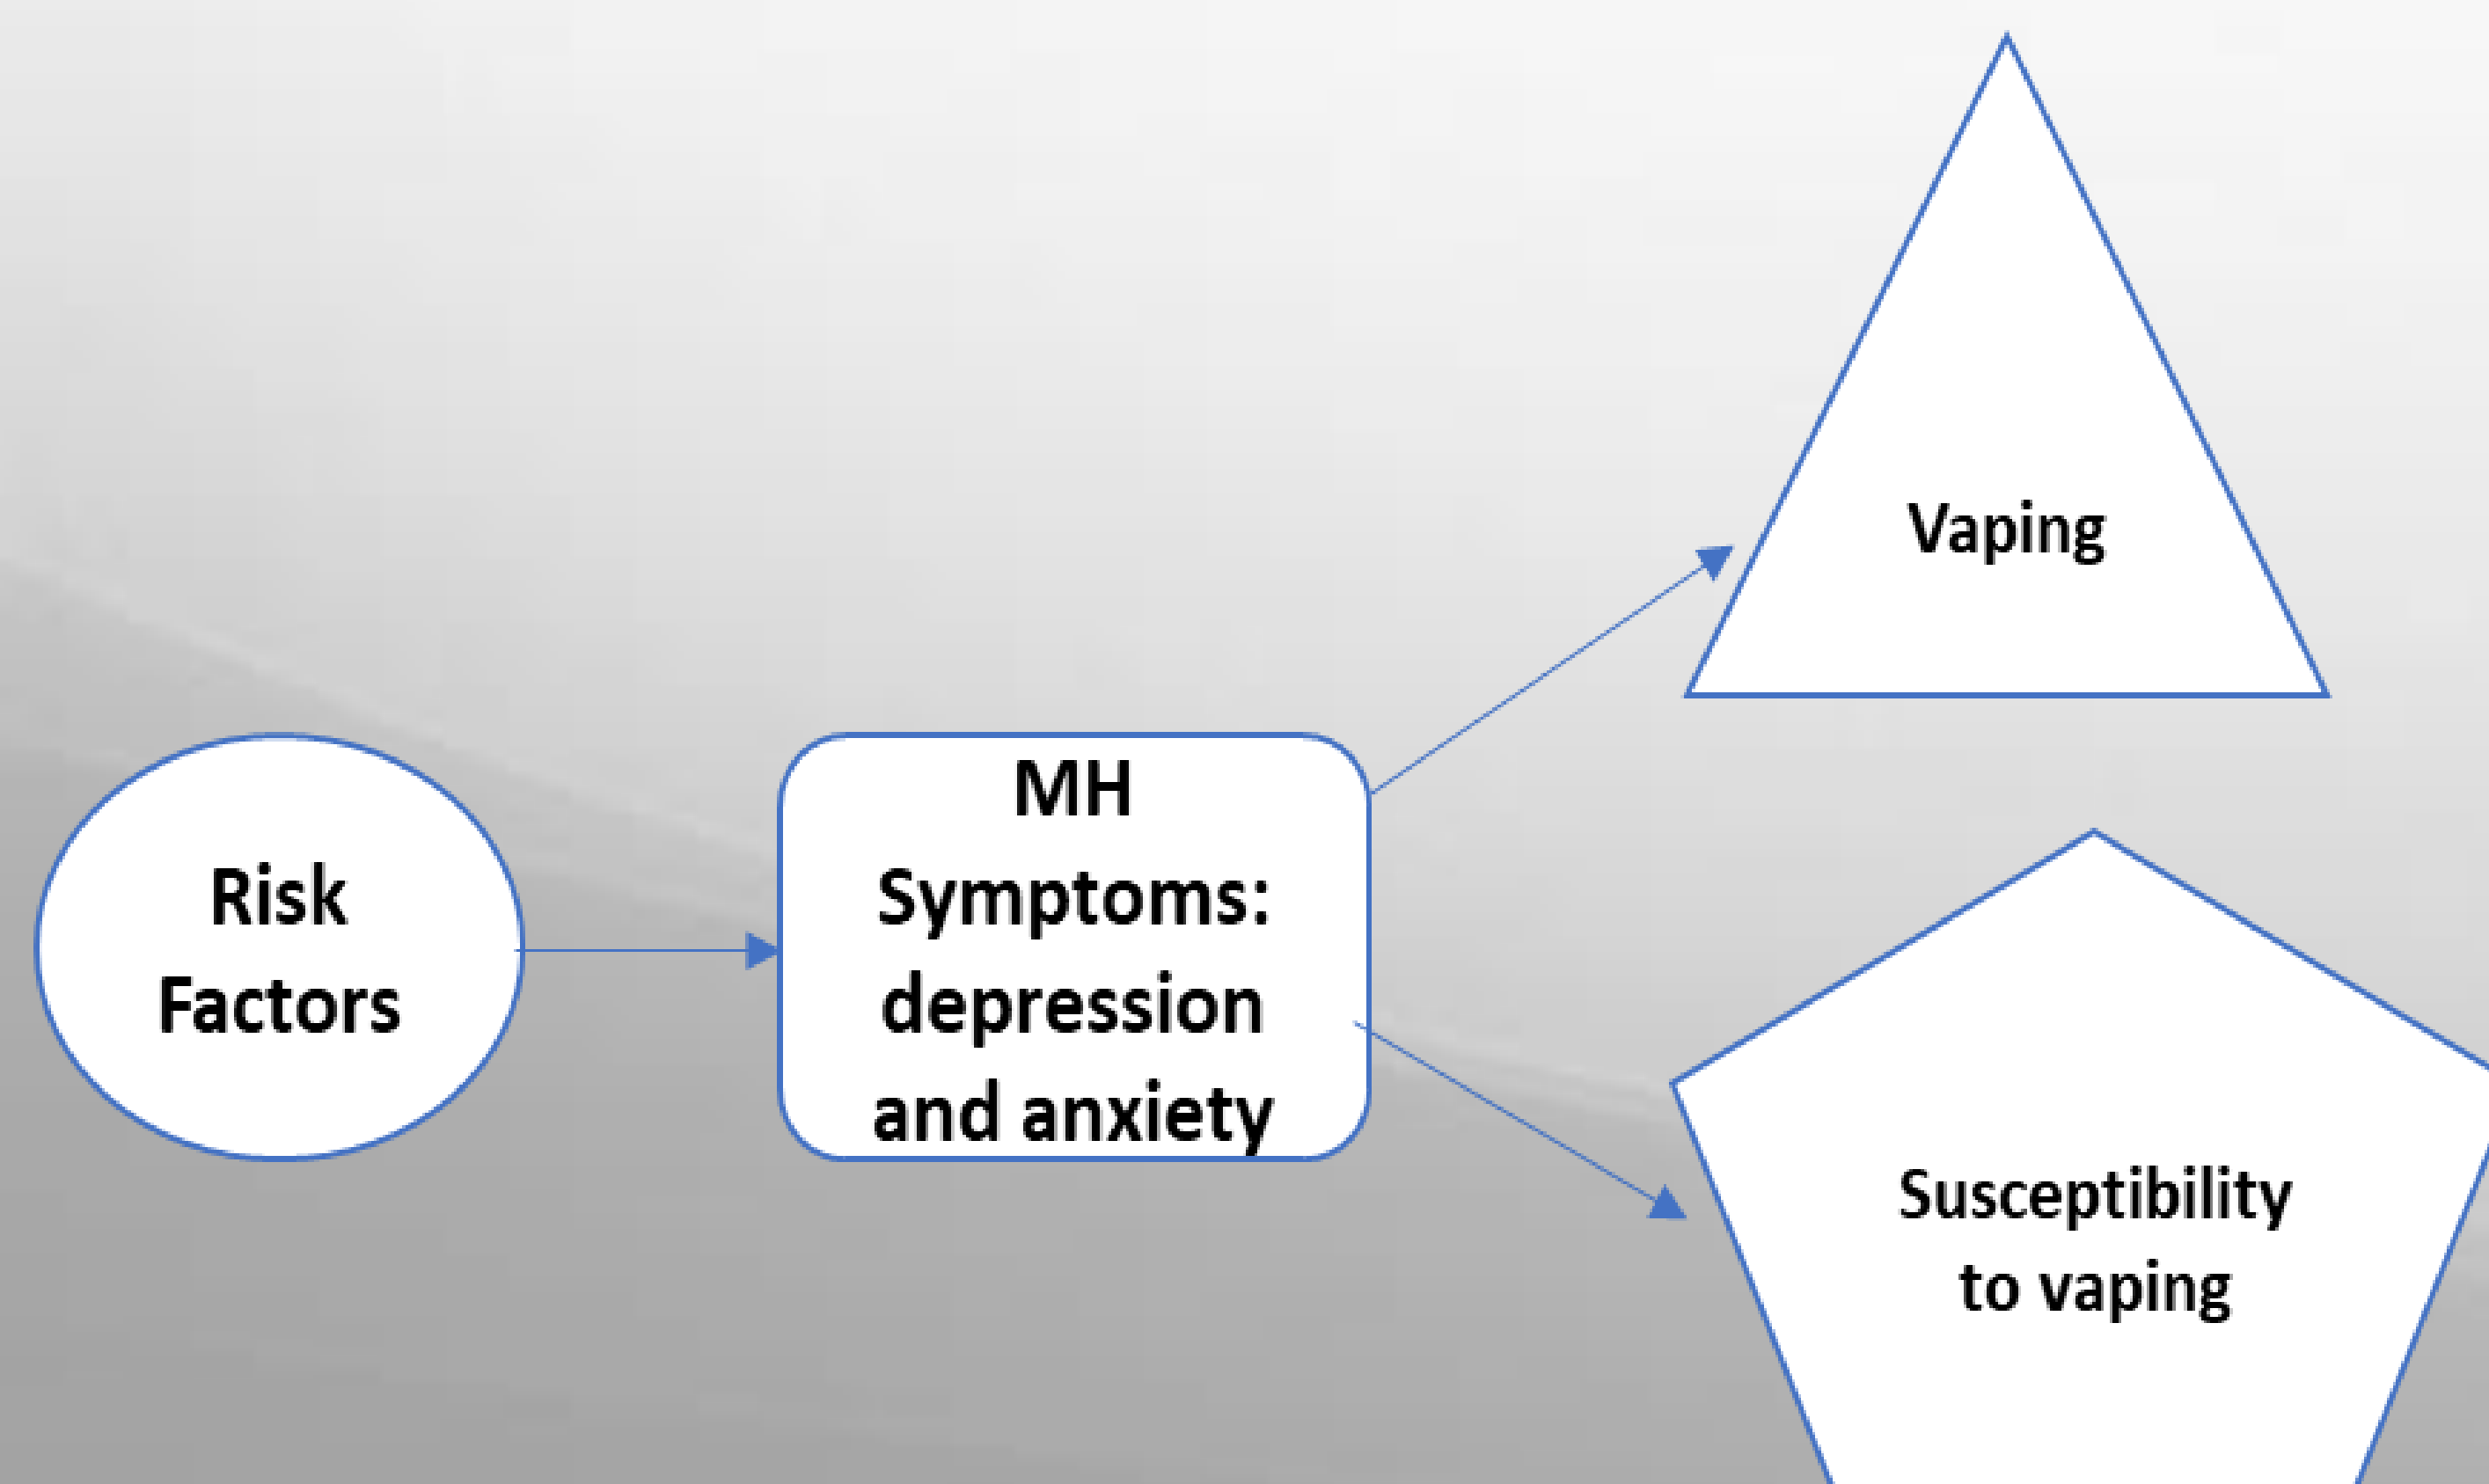 Risk
Factors
MH
Symptoms:
depression
and anxiety
Vaping
Susceptibility
to vaping